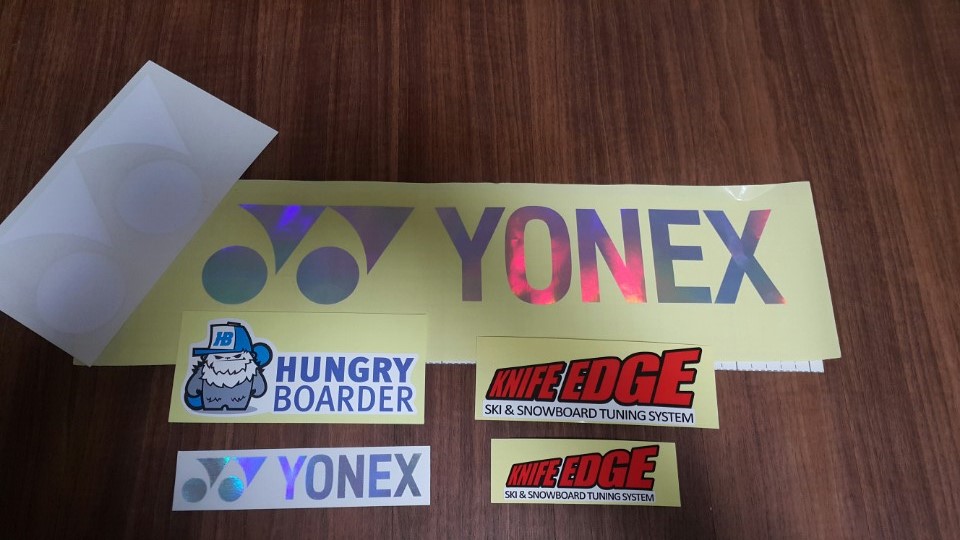 YONEX
HB
HUNGRY
BOARDER
KNIFE EDGE
SKI & SNOWBOARD TUNING SYSTEM
YONEX
KNIFE EDGE
SKI & SNOWBOARD TUNING SYSTEM